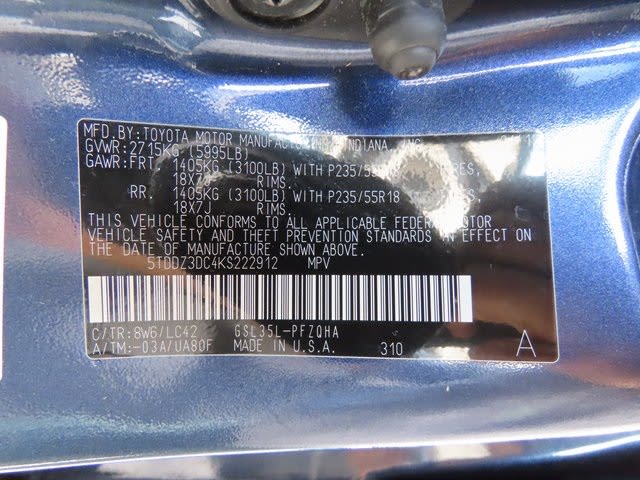 MFD. BY: TOYOTA MOTOR MANUFACTURING INDIANA, INC.
GVWR: 2715KG (5995LB)
GAWR: FRT. 1405KG (3100LB) WITH P235/55
18X7J RIMS,
RR. 1405KG (3100LB) WITH P235/55R18
18X7J RIMS,
THIS VEHICLE CONFORMS TO ALL APPLICABLE FEDERAL MOTOR
VEHICLE SAFETY AND THEFT PREVENTION STANDARDS IN EFFECT ON
THE DATE OF MANUFACTURE SHOWN ABOVE.
5TDDZ3DC4KS222912 MPV
C/TR: 8W6/LC42 GSL35L-PFZQHA
A/TM: -03A/UA80F MADE IN U.S.A. 310 A